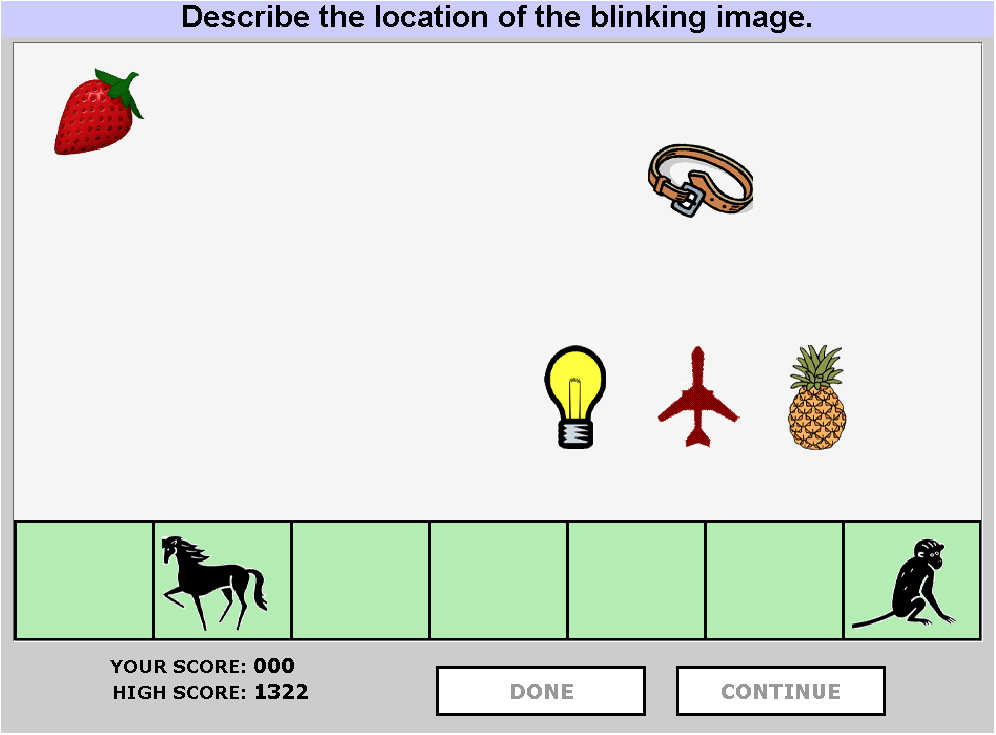 Describe the location of the blinking image.
YOUR SCORE: 000
HIGH SCORE: 1322
DONE
CONTINUE